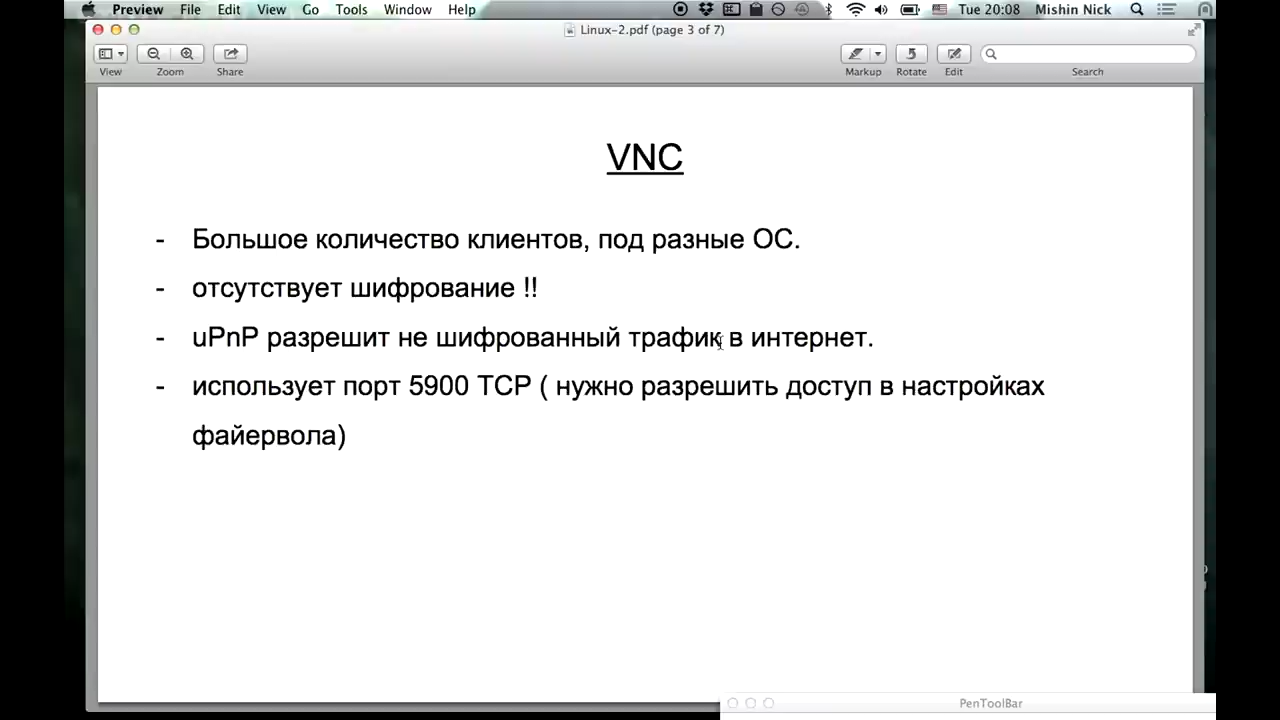 Preview File Edit View Go Tools Window Help Tue 20:08 Mishin Nick
Linux-2.pdf (page 3 of 7)
View Zoom Share Markup Rotate Edit Search
VNC
- Большое количество клиентов, под разные ОС.
- отсутствует шифрование !!
- uPnP разрешит не шифрованный трафик в интернет.
- использует порт 5900 TCP ( нужно разрешить доступ в настройках
файервола)
PenToolBar